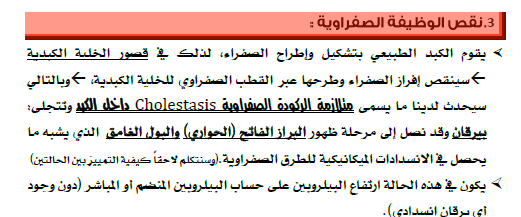 3.نقص الوظيفة الصفراوية :
يقوم الكبد الطبيعي بتشكيل وإطراح الصفراء، لذلك في قصور الخلية الكبدية
←سينقص إفراز الصفراء وطرحها عبر القطب الصفراوي للخلية الكبدية، ←وبالتالي
سيحدث لدينا ما يسمى متلازمة الركودة الصفراوية Cholestasis داخل الكبد وتتجلى:
بيرقان وقد نصل إلى مرحلة ظهور البراز الفاتح (الحواري) والبول الغامق الذي يشبه ما
يحصل في الانسدادات الميكانيكية للطرق الصفراوية.(وسنتكلم لاحقاً كيفية التمييز بين الحالتين)
يكون في هذه الحالة ارتفاع البيلروبين على حساب البيلروبين المنضم أو المباشر (دون وجود
أي يرقان انسدادي).